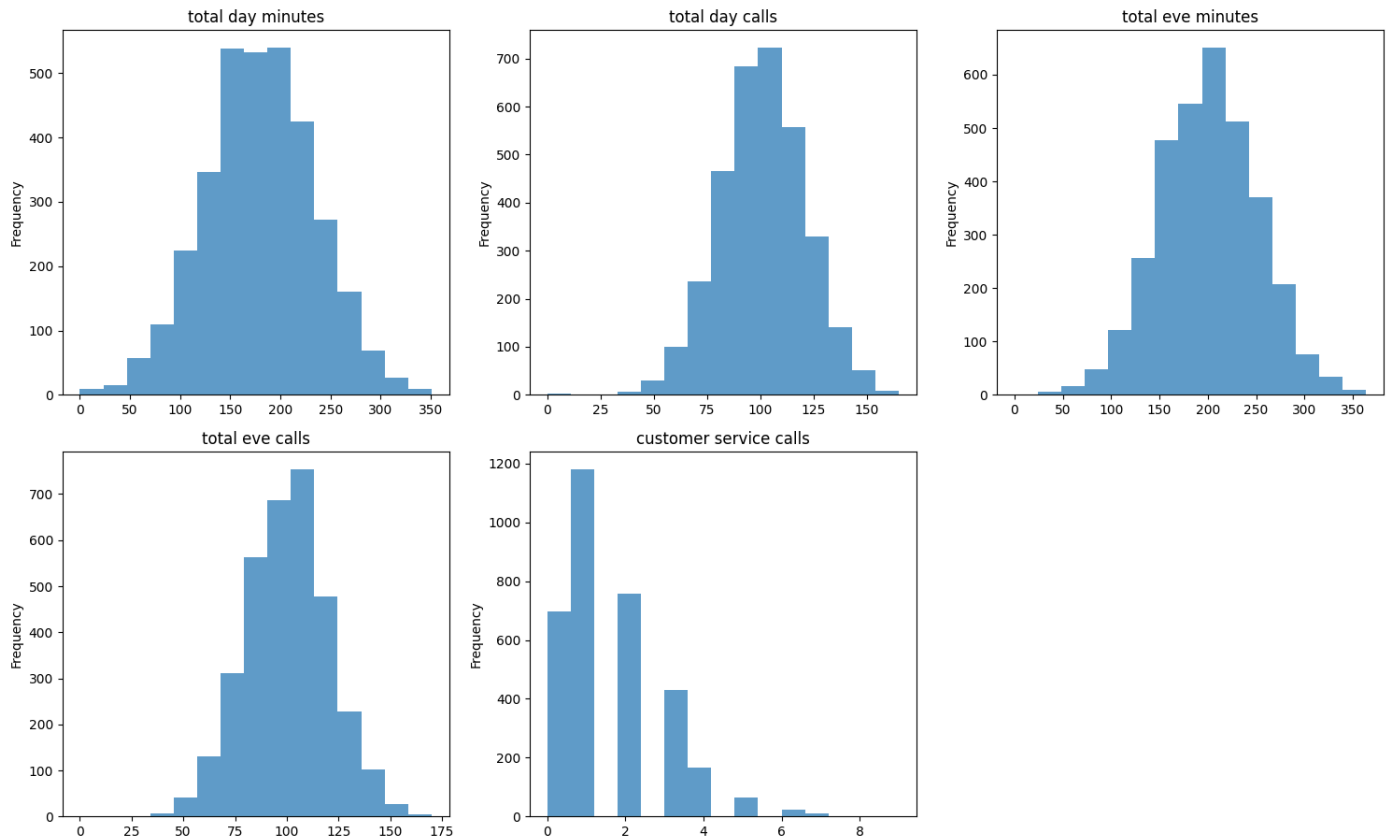 total day minutes
Frequency
500
400
300
200
100
0
0 50 100 150 200 250 300 350
total day calls
Frequency
700
600
500
400
300
200
100
0
0 25 50 75 100 125 150
total eve minutes
Frequency
600
500
400
300
200
100
0
0 50 100 150 200 250 300 350
total eve calls
Frequency
700
600
500
400
300
200
100
0
0 25 50 75 100 125 150 175
customer service calls
Frequency
1200
1000
800
600
400
200
0
0 2 4 6 8